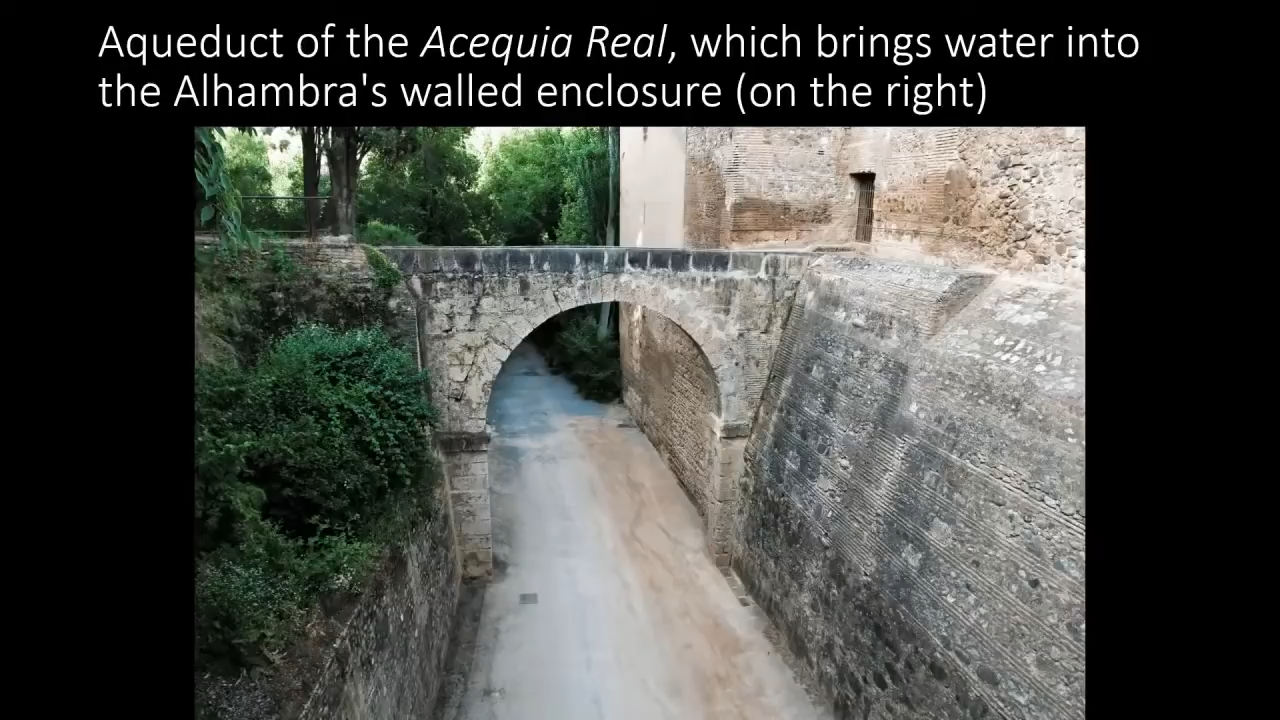 Aqueduct of the Acequia Real, which brings water into
the Alhambra's walled enclosure (on the right)